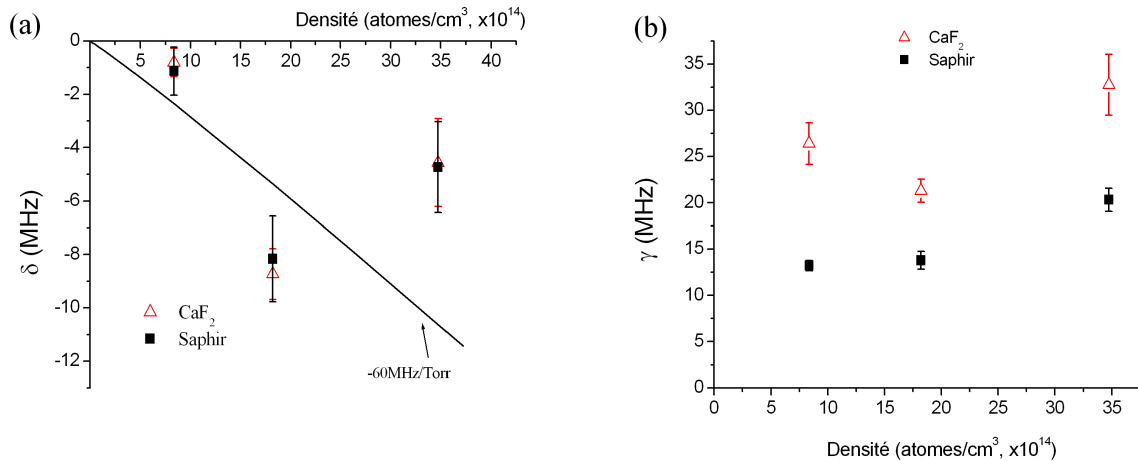 (a)
Densité (atomes/cm³, x10¹⁴)
0 5 10 15 20 25 30 35 40
-2
-4
-6
-8
-10
-12
δ (MHz)
CaF₂
Saphir
-60MHz/Torr
(b)
CaF₂
Saphir
35
30
25
20
15
10
5
0
γ (MHz)
0 5 10 15 20 25 30 35
Densité (atomes/cm³, x10¹⁴)